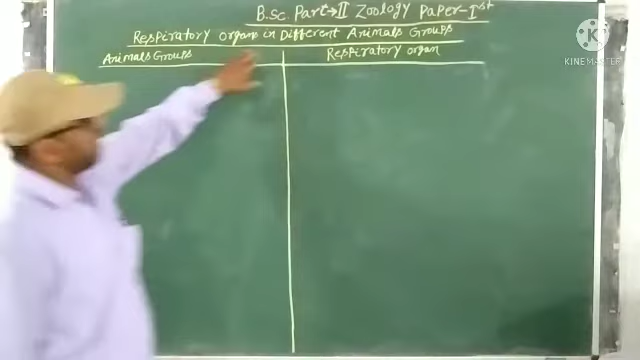 B.Sc. Part→II Zoology Paper-Ist
Respiratory Organs in Different Animals Groups
Animals Groups
Respiratory organ
KINEMASTER